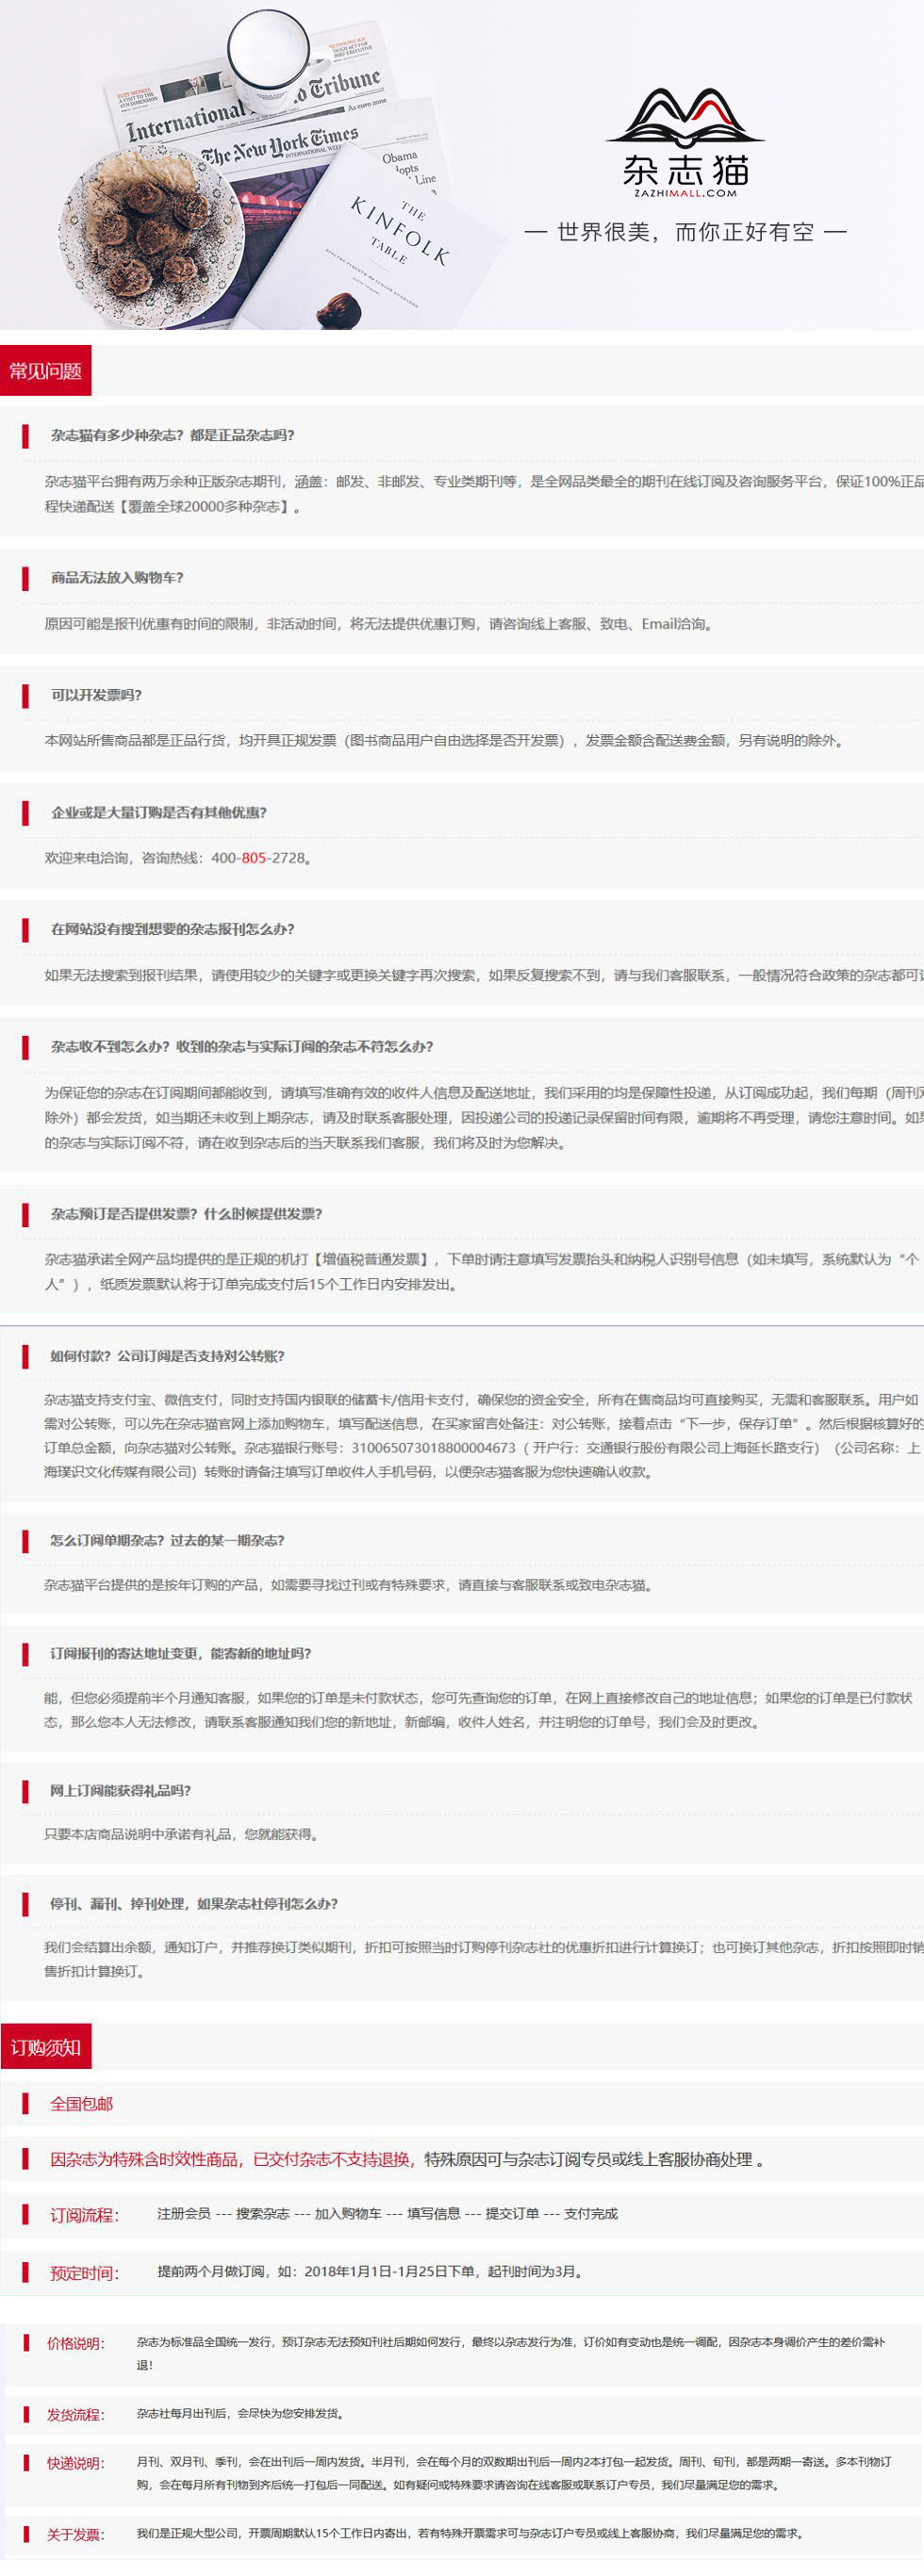 SUZY MENKES
A VISIT TO THE
4TH DIMENSION
International
o Tribune
The New York Times
INTERNATIONAL WEEKLY
As euro zone
Obama
Line
THE
KINFOLK
TABLE
杂志猫
ZAZHIMALL.COM
— 世界很美，而你正好有空 —
常见问题
杂志猫有多少种杂志？都是正品杂志吗？
杂志猫平台拥有两万余种正版杂志期刊，涵盖：邮发、非邮发、专业类期刊等，是全网品类最全的期刊在线订阅及咨询服务平台，保证100%正品
程快递配送【覆盖全球20000多种杂志】。
商品无法放入购物车？
原因可能是报刊优惠有时间的限制，非活动时间，将无法提供优惠订购，请咨询线上客服、致电、Email洽询。
可以开发票吗？
本网站所售商品都是正品行货，均开具正规发票（图书商品用户自由选择是否开发票），发票金额含配送费金额，另有说明的除外。
企业或是大量订购是否有其他优惠？
欢迎来电洽询，咨询热线：400-805-2728。
在网站没有搜到想要的杂志报刊怎么办？
如果无法搜索到报刊结果，请使用较少的关键字或更换关键字再次搜索，如果反复搜索不到，请与我们客服联系，一般情况符合政策的杂志都可
杂志收不到怎么办？收到的杂志与实际订阅的杂志不符怎么办？
为保证您的杂志在订阅期间都能收到，请填写准确有效的收件人信息及配送地址，我们采用的均是保障性投递，从订阅成功起，我们每期（周刊
除外）都会发货，如当期还未收到上期杂志，请及时联系客服处理，因投递公司的投递记录保留时间有限，逾期将不再受理，请您注意时间。如
的杂志与实际订阅不符，请在收到杂志后的当天联系我们客服，我们将及时为您解决。
杂志预订是否提供发票？什么时候提供发票？
杂志猫承诺全网产品均提供的是正规的机打【增值税普通发票】，下单时请注意填写发票抬头和纳税人识别号信息（如未填写，系统默认为“个
人”），纸质发票默认将于订单完成支付后15个工作日内安排发出。
如何付款？公司订阅是否支持对公转账？
杂志猫支持支付宝、微信支付，同时支持国内银联的储蓄卡/信用卡支付，确保您的资金安全，所有在售商品均可直接购买，无需和客服联系。用户如
需对公转账，可以先在杂志猫官网上添加购物车，填写配送信息，在买家留言处备注：对公转账，接着点击“下一步，保存订单”。然后根据核算好的
订单总金额，向杂志猫对公转账。杂志猫银行账号：310065073018800004673（ 开户行：交通银行股份有限公司上海延长路支行）（公司名称：上
海璞识文化传媒有限公司）转账时请备注填写订单收件人手机号码，以便杂志猫客服为您快速确认收款。
怎么订阅单期杂志？过去的某一期杂志？
杂志猫平台提供的是按年订购的产品，如需要寻找过刊或有特殊要求，请直接与客服联系或致电杂志猫。
订阅报刊的寄达地址变更，能寄新的地址吗？
能，但您必须提前半个月通知客服，如果您的订单是未付款状态，您可先查询您的订单，在网上直接修改自己的地址信息；如果您的订单是已付款状
态，那么您本人无法修改，请联系客服通知我们您的新地址，新邮编，收件人姓名，并注明您的订单号，我们会及时更改。
网上订阅能获得礼品吗？
只要本店商品说明中承诺有礼品，您就能获得。
停刊、漏刊、掉刊处理，如果杂志社停刊怎么办？
我们会结算出余额，通知订户，并推荐换订类似期刊，折扣可按照当时订购停刊杂志社的优惠折扣进行计算换订；也可换订其他杂志，折扣按照即时销
售折扣计算换订。
订购须知
全国包邮
因杂志为特殊含时效性商品，已交付杂志不支持退换，特殊原因可与杂志订阅专员或线上客服协商处理 。
订阅流程： 注册会员 --- 搜索杂志 --- 加入购物车 --- 填写信息 --- 提交订单 --- 支付完成
预定时间： 提前两个月做订阅，如：2018年1月1日-1月25日下单，起刊时间为3月。
价格说明： 杂志为标准品全国统一发行，预订杂志无法预知刊社后期如何发行，最终以杂志发行为准，订价如有变动也是统一调配，因杂志本身调价产生的差价需补
退！
发货流程： 杂志社每月出刊后，会尽快为您安排发货。
快递说明： 月刊、双月刊、季刊，会在出刊后一周内发货。半月刊，会在每个月的双数期出刊后一周内2本打包一起发货。周刊、旬刊，都是两期一寄送。多本刊物订
购，会在每月所有刊物到齐后统一打包后一同配送。如有疑问或特殊要求请咨询在线客服或联系订户专员，我们尽量满足您的需求。
关于发票： 我们是正规大型公司，开票周期默认15个工作日内寄出，若有特殊开票需求可与杂志订户专员或线上客服协商，我们尽量满足您的需求。